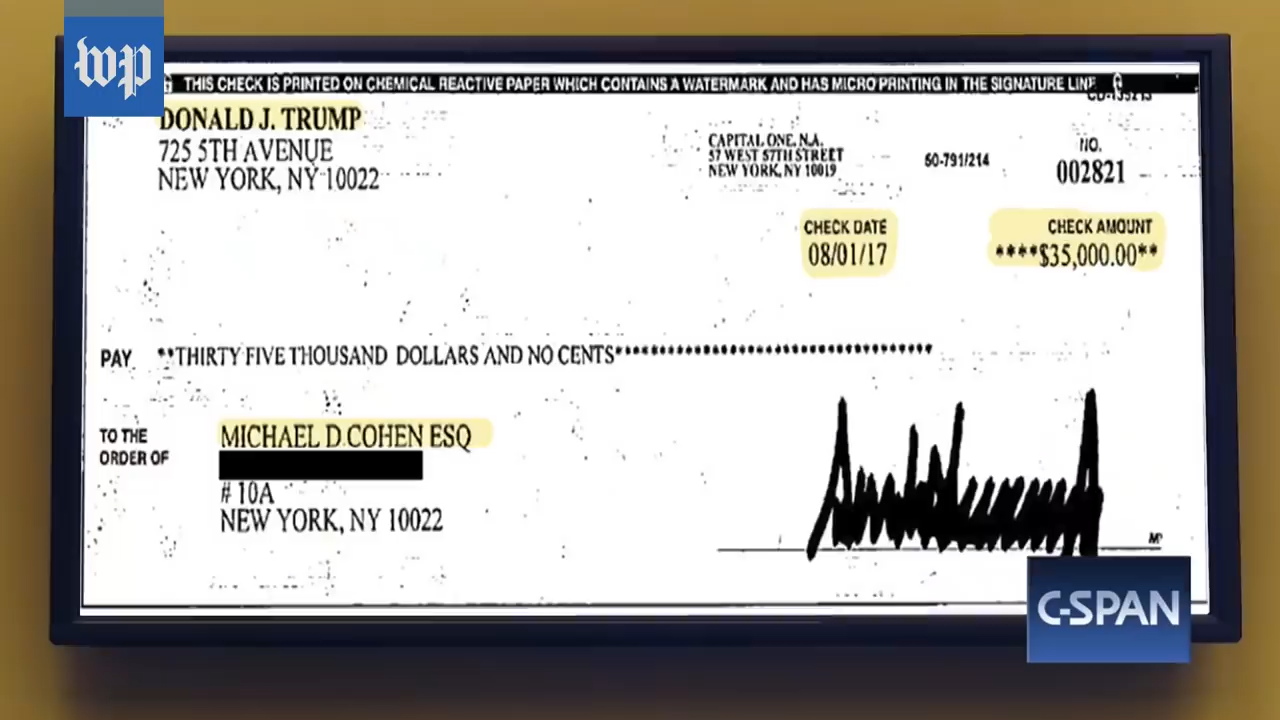 wp
THIS CHECK IS PRINTED ON CHEMICAL REACTIVE PAPER WHICH CONTAINS A WATERMARK AND HAS MICRO PRINTING IN THE SIGNATURE LINE
DONALD J. TRUMP
725 5TH AVENUE
NEW YORK, NY 10022
CAPITAL ONE, N.A.
57 WEST 57TH STREET
NEW YORK, NY 10019
50-791/214
NO.
002821
CHECK DATE
08/01/17
CHECK AMOUNT
****$35,000.00**
PAY **THIRTY FIVE THOUSAND DOLLARS AND NO CENTS**********************************
TO THE
ORDER OF
MICHAEL D COHEN ESQ
# 10A
NEW YORK, NY 10022
MP
C-SPAN